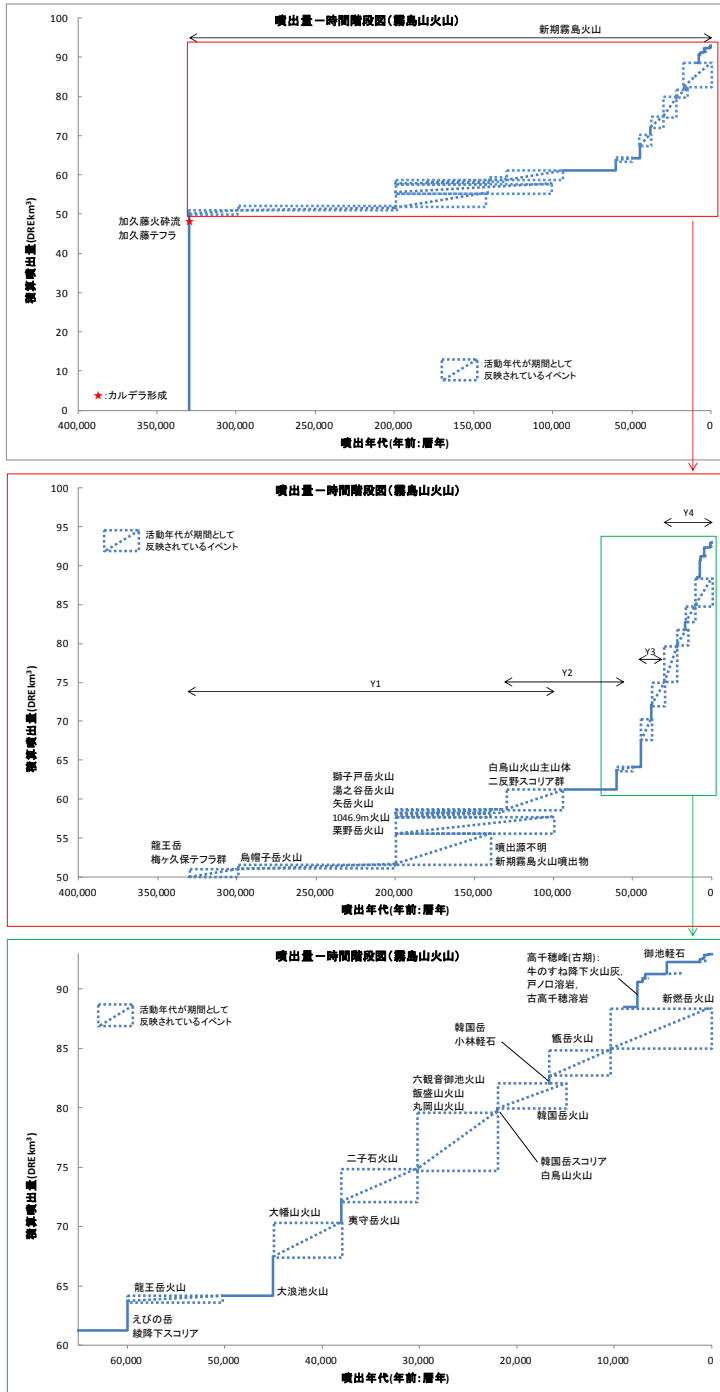 噴出量－時間階段図(霧島山火山)
新期霧島火山
100
90
80
70
60
50
40
30
20
10
0
積算噴出量(DREkm³)
加久藤火砕流
加久藤テフラ
活動年代が期間として
反映されているイベント
★:カルデラ形成
400,000
350,000
300,000
250,000
200,000
150,000
100,000
50,000
0
噴出年代(年前:暦年)
噴出量－時間階段図(霧島山火山)
100
95
90
85
80
75
70
65
60
55
50
積算噴出量(DRE km³)
活動年代が期間として
反映されているイベント
Y4
Y3
Y2
Y1
獅子戸岳火山
湯之谷岳火山
矢岳火山
1046.9m火山
栗野岳火山
白鳥山火山主山体
二反野スコリア群
龍王岳
梅ヶ久保テフラ群
烏帽子岳火山
噴出源不明
新期霧島火山噴出物
400,000
350,000
300,000
250,000
200,000
150,000
100,000
50,000
0
噴出年代(年前:暦年)
噴出量－時間階段図(霧島山火山)
90
85
80
75
70
65
60
積算噴出量(DRE km³)
活動年代が期間として
反映されているイベント
高千穂峰(古期):
牛のすね降下火山灰,
戸ノ口溶岩,
古高千穂溶岩
御池軽石
新燃岳火山
韓国岳
小林軽石
甑岳火山
六観音御池火山
飯盛山火山
丸岡山火山
韓国岳火山
韓国岳スコリア
白鳥山火山
二子石火山
大幡山火山
夷守岳火山
龍王岳火山
大浪池火山
えびの岳
綾降下スコリア
60,000
50,000
40,000
30,000
20,000
10,000
0
噴出年代(年前:暦年)